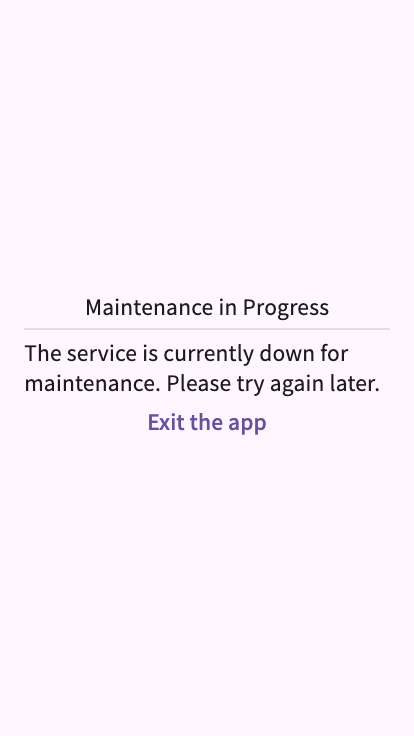 Maintenance in Progress
The service is currently down for
maintenance. Please try again later.
Exit the app